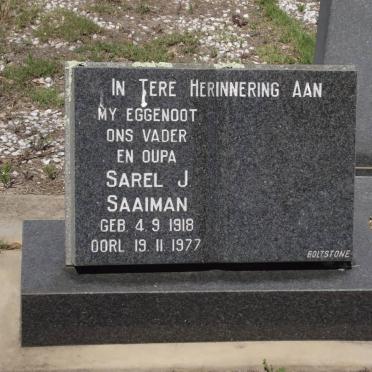 IN TERE HERINNERING AAN
MY EGGENOOT
ONS VADER
EN OUPA
SAREL J
SAAIMAN
GEB 4.9.1918
OORL 19.11.1977
BOLTSTONE